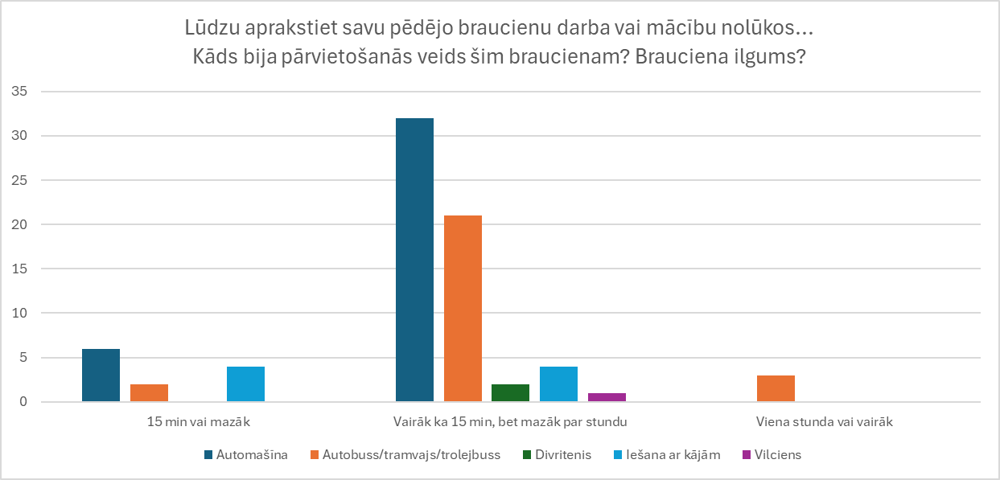 Lūdzu aprakstiet savu pēdējo braucienu darba vai mācību nolūkos...
Kāds bija pārvietošanās veids šim braucienam? Brauciena ilgums?
35
30
25
20
15
10
5
0
15 min vai mazāk
Vairāk ka 15 min, bet mazāk par stundu
Viena stunda vai vairāk
Automašīna
Autobuss/tramvajs/trolejbuss
Divritenis
Iešana ar kājām
Vilciens